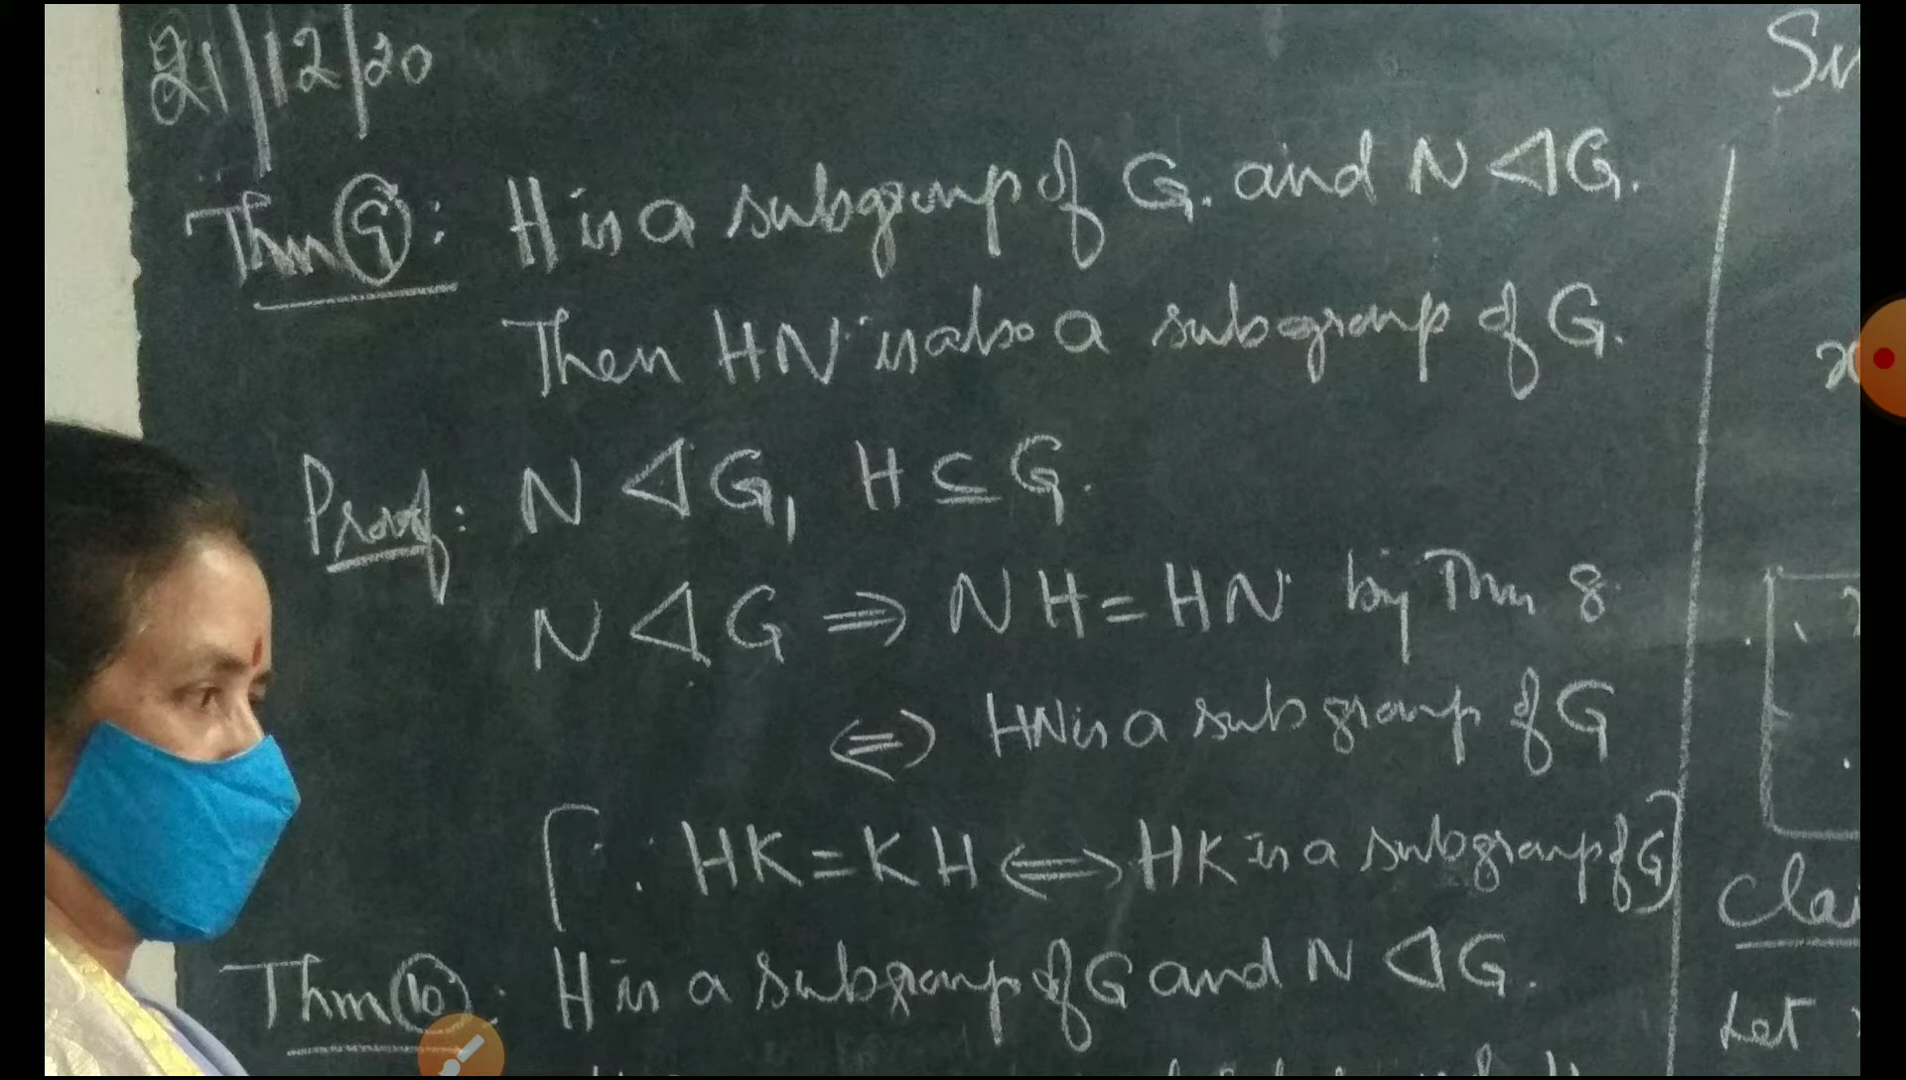 21/12/20
Thm 9: H is a subgroup of G. and N ⊲ G.
Then HN is also a subgroup of G.
Proof: N ⊲ G, H ⊆ G.
N ⊲ G ⇒ NH = HN by Thm 8
⇔ HN is a subgroup of G
[∵ HK = KH ⇔ HK is a subgroup of G]
Thm 10: H is a subgroup of G and N ⊲ G.
Let